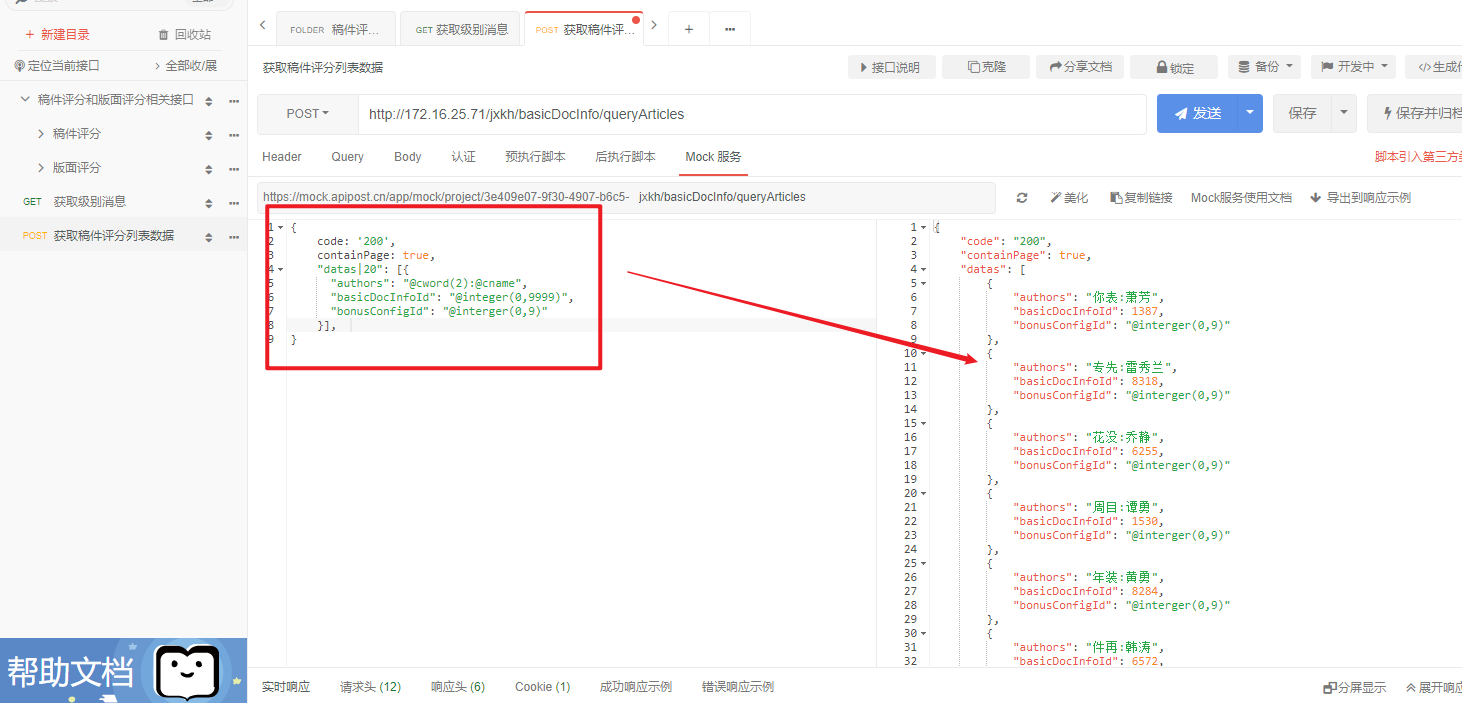 + 新建目录
回收站
定位当前接口
全部收/展
稿件评分和版面评分相关接口
稿件评分
版面评分
GET 获取级别消息
POST 获取稿件评分列表数据
帮助文档
FOLDER 稿件评...
GET 获取级别消息
POST 获取稿件评...
+
...
获取稿件评分列表数据
接口说明
克隆
分享文档
锁定
备份
开发中
</>生成
POST
http://172.16.25.71/jxkh/basicDocInfo/queryArticles
发送
保存
保存并归档
Header
Query
Body
认证
预执行脚本
后执行脚本
Mock 服务
脚本引入第三方
https://mock.apipost.cn/app/mock/project/3e409e07-9f30-4907-b6c5- jxkh/basicDocInfo/queryArticles
美化
复制链接
Mock服务使用文档
导出到响应示例
1 {
2 code: '200',
3 containPage: true,
4 "datas|20": [{
5 "authors": "@cword(2):@cname",
6 "basicDocInfoId": "@integer(0,9999)",
7 "bonusConfigId": "@interger(0,9)"
8 }],
9 }
1 {
2 "code": "200",
3 "containPage": true,
4 "datas": [
5 {
6 "authors": "你表:萧芳",
7 "basicDocInfoId": 1387,
8 "bonusConfigId": "@interger(0,9)"
9 },
10 {
11 "authors": "专先:雷秀兰",
12 "basicDocInfoId": 8318,
13 "bonusConfigId": "@interger(0,9)"
14 },
15 {
16 "authors": "花没:乔静",
17 "basicDocInfoId": 6255,
18 "bonusConfigId": "@interger(0,9)"
19 },
20 {
21 "authors": "周目:谭勇",
22 "basicDocInfoId": 1530,
23 "bonusConfigId": "@interger(0,9)"
24 },
25 {
26 "authors": "年装:黄勇",
27 "basicDocInfoId": 8284,
28 "bonusConfigId": "@interger(0,9)"
29 },
30 {
31 "authors": "件再:韩涛",
32 "basicDocInfoId": 6572,
实时响应
请求头 (12)
响应头 (6)
Cookie (1)
成功响应示例
错误响应示例
分屏显示
展开响应